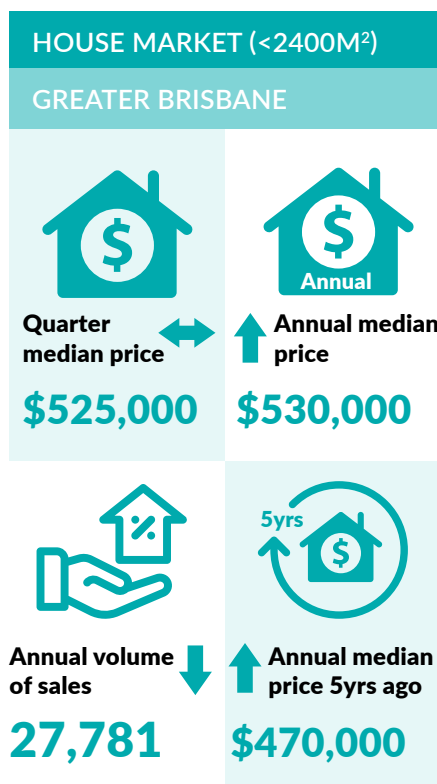 HOUSE MARKET (<2400M²)
GREATER BRISBANE
$
Quarter
median price
$525,000
$
Annual
Annual median
price
$530,000
%
Annual volume
of sales
27,781
5yrs
$
Annual median
price 5yrs ago
$470,000